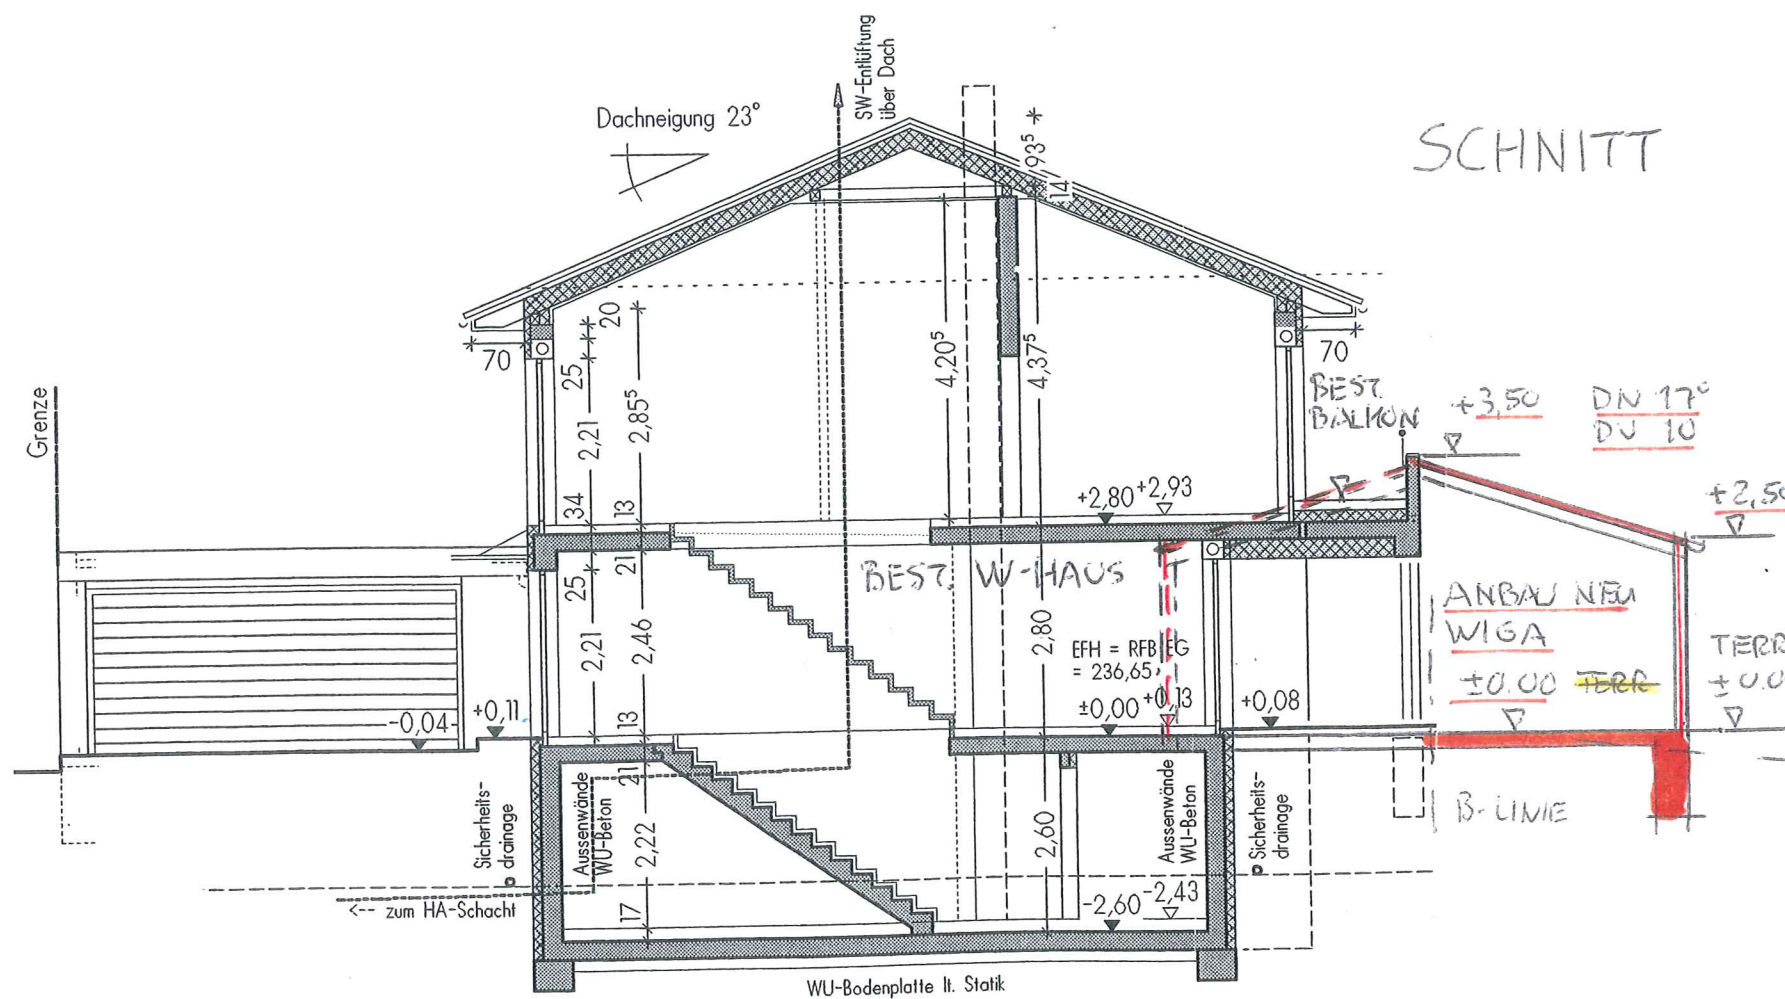 SW-Entlüftung
über Dach
Dachneigung 23°
SCHNITT
93⁵ *
14
Grenze
70
20
25
2,21
2,85⁵
4,20⁵
4,37⁵
70
BEST.
BALKON
+3,50
DN 17°
+2,50
34
13
+2,80
+2,93
21
25
BEST. W-HAUS
2,21
2,46
2,80
EFH = RFB EG
= 236,65
ANBAU NEU
WIGA
±0.00 TERR
TERR
±0.0
-0,04
+0,11
13
±0,00
+0,13
+0,08
Sicherheits-
drainage
Aussenwände
WU-Beton
21
2,22
2,60
Aussenwände
WU-Beton
Sicherheits-
drainage
B-LINIE
<-- zum HA-Schacht
17
-2,60
-2,43
WU-Bodenplatte lt. Statik